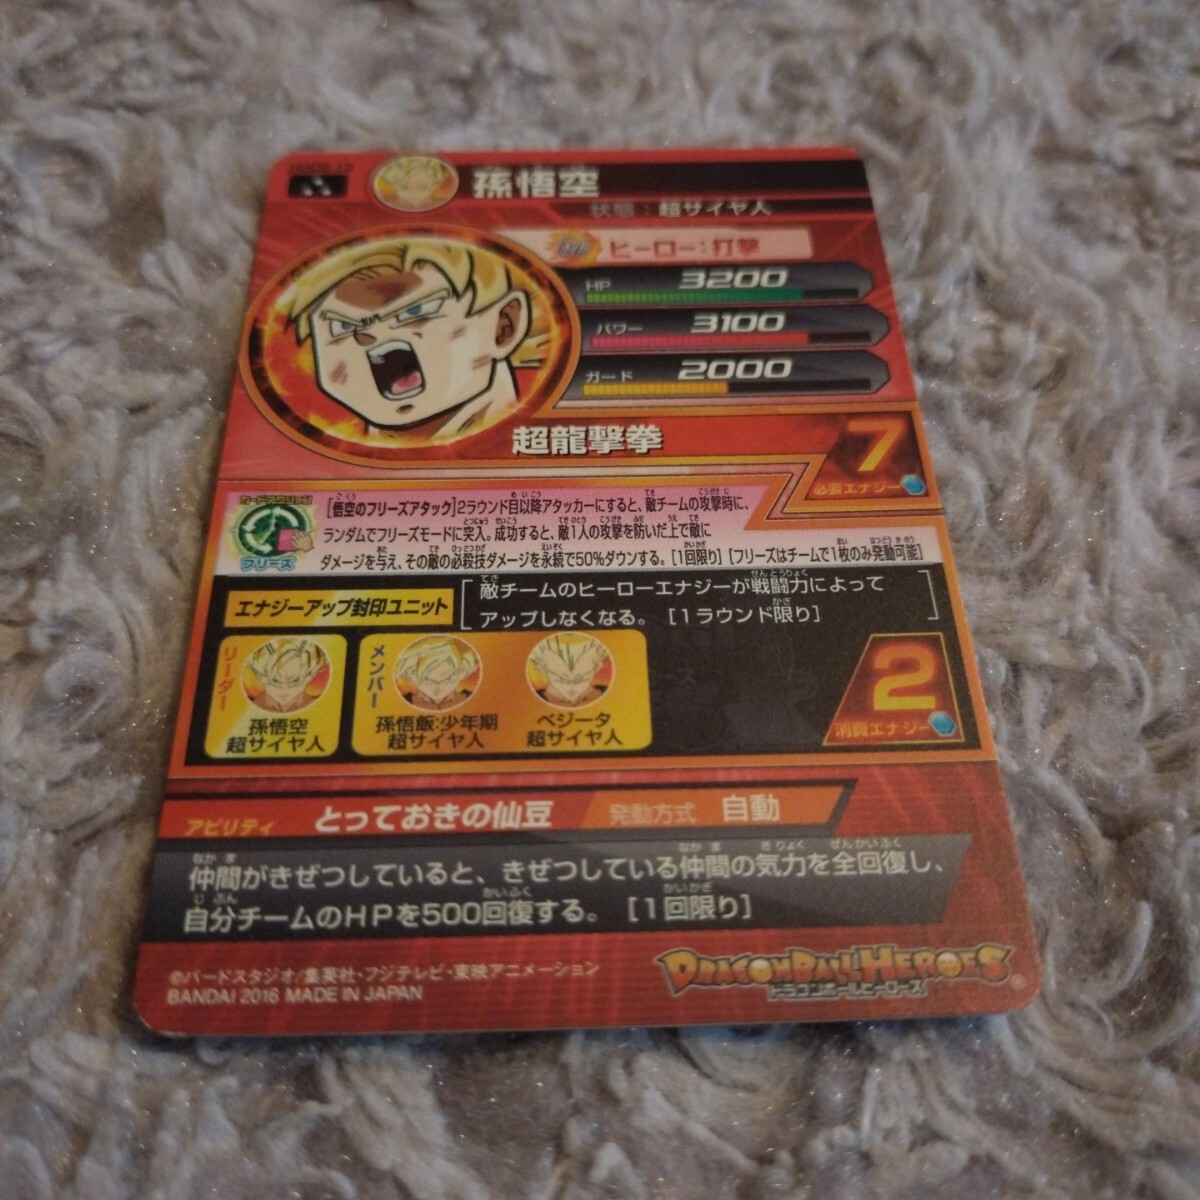 孫悟空
状態：超サイヤ人
ヒーロー：打撃
HP 3200
パワー 3100
ガード 2000
超龍撃拳
7
必要エナジー
カードアクション
フリーズ
[悟空のフリーズアタック]2ラウンド目以降アタッカーにすると、敵チームの攻撃時に、
ランダムでフリーズモードに突入。成功すると、敵1人の攻撃を防いだ上で敵に
ダメージを与え、その敵の必殺技ダメージを永続で50%ダウンする。[1回限り][フリーズはチームで1枚のみ発動可能]
エナジーアップ封印ユニット
敵チームのヒーローエナジーが戦闘力によって
アップしなくなる。[1ラウンド限り]
リーダー
孫悟空
超サイヤ人
メンバー
孫悟飯:少年期
超サイヤ人
ベジータ
超サイヤ人
2
消費エナジー
アビリティ とっておきの仙豆 発動方式 自動
仲間がきぜつしていると、きぜつしている仲間の気力を全回復し、
自分チームのHPを500回復する。[1回限り]
©バードスタジオ/集英社・フジテレビ・東映アニメーション
BANDAI 2016 MADE IN JAPAN
DRAGONBALL HEROES
ドラゴンボールヒーローズ